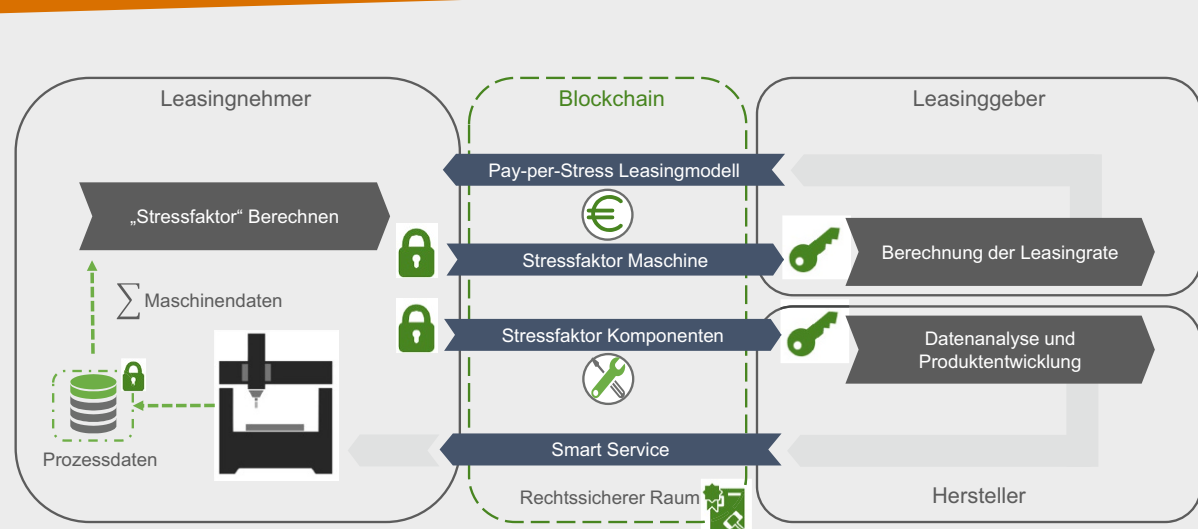 Leasingnehmer
Blockchain
Leasinggeber
Pay-per-Stress Leasingmodell
„Stressfaktor“ Berechnen
€
Stressfaktor Maschine
Berechnung der Leasingrate
∑ Maschinendaten
Stressfaktor Komponenten
Datenanalyse und
Produktentwicklung
Prozessdaten
Smart Service
Rechtssicherer Raum
Hersteller